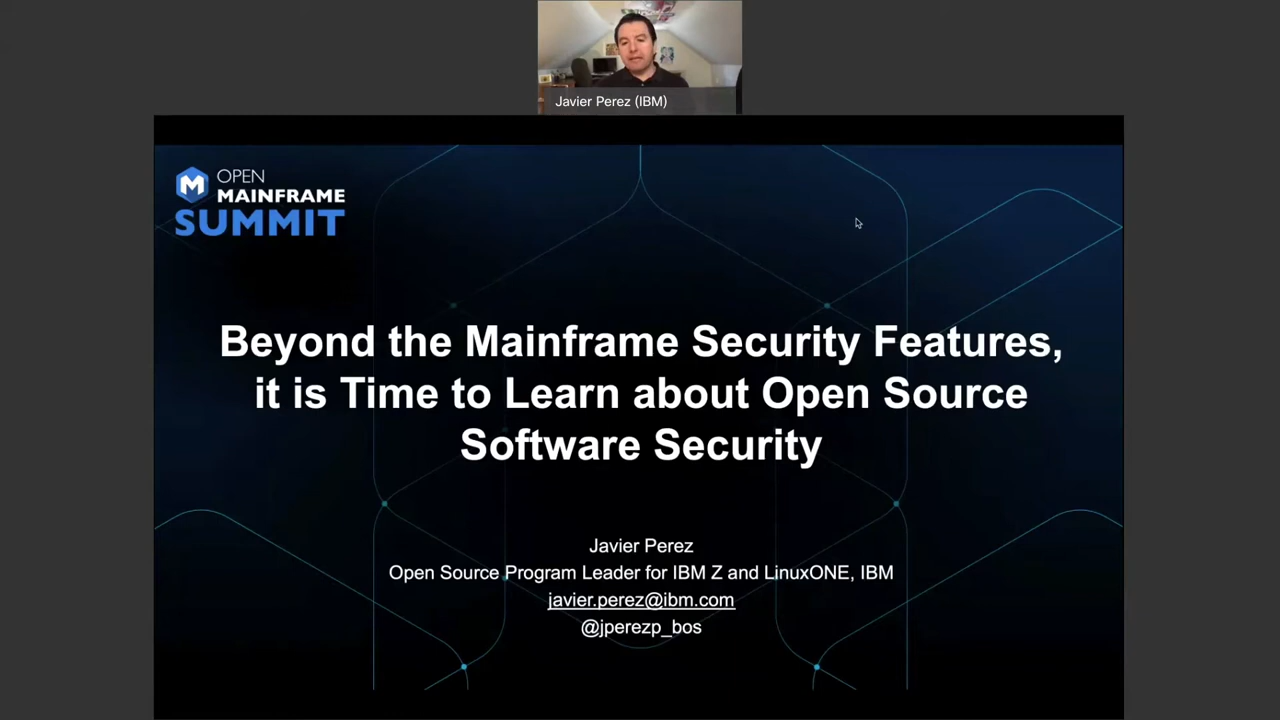 Javier Perez (IBM)
OPEN
MAINFRAME
SUMMIT
Beyond the Mainframe Security Features,
it is Time to Learn about Open Source
Software Security
Javier Perez
Open Source Program Leader for IBM Z and LinuxONE, IBM
javier.perez@ibm.com
@jperezp_bos